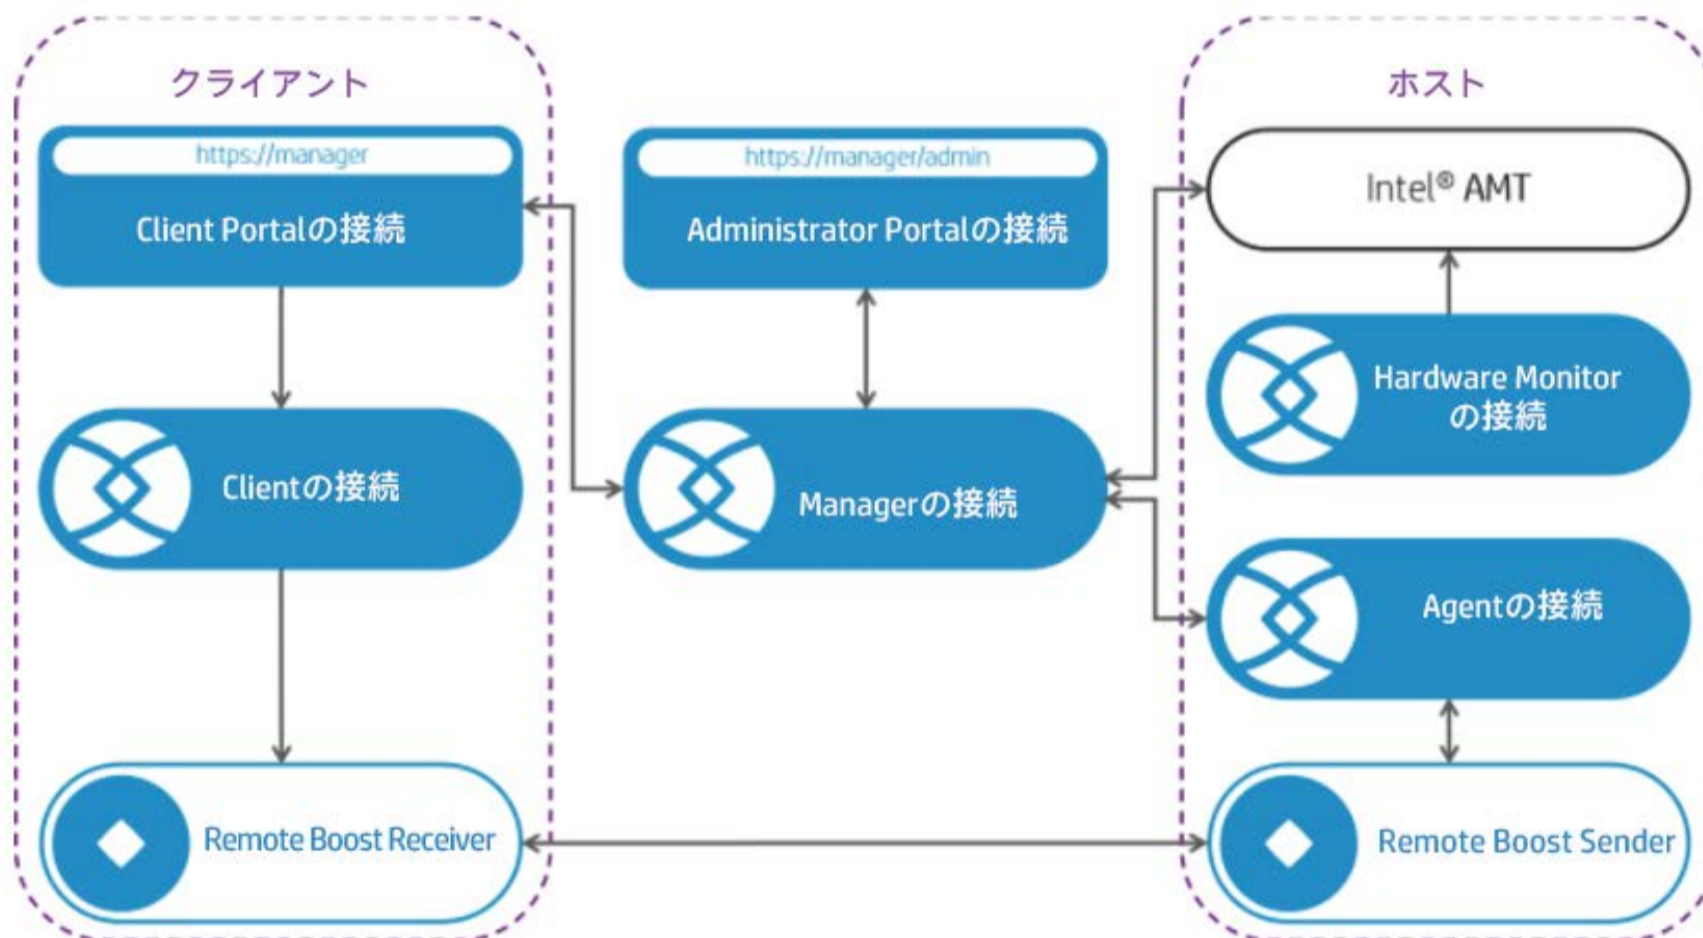 クライアント
https://manager
Client Portalの接続
Clientの接続
Remote Boost Receiver
https://manager/admin
Administrator Portalの接続
Managerの接続
ホスト
Intel® AMT
Hardware Monitor
の接続
Agentの接続
Remote Boost Sender